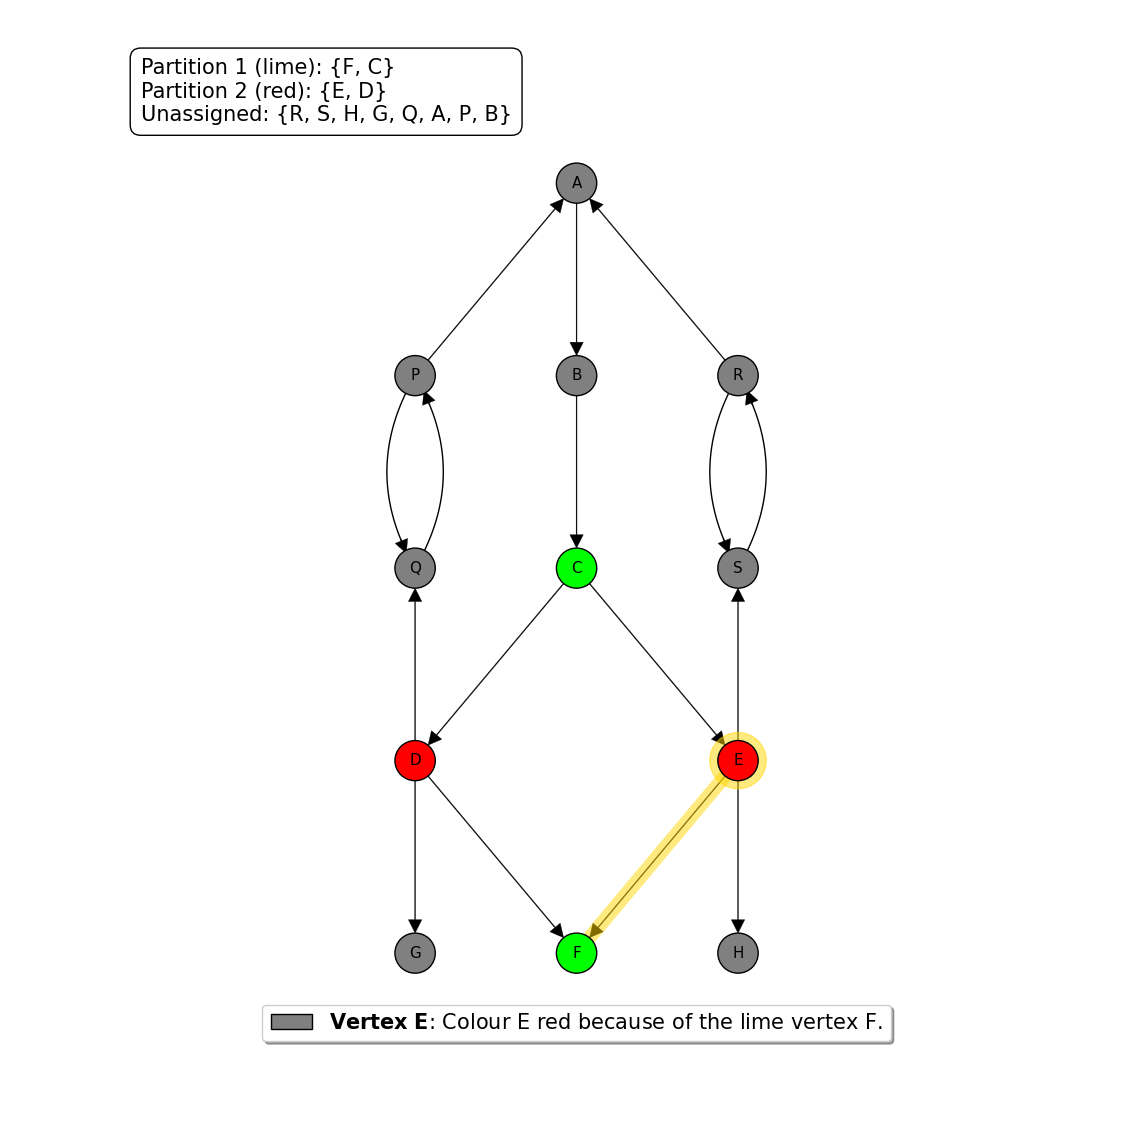 Partition 1 (lime): {F, C}
Partition 2 (red): {E, D}
Unassigned: {R, S, H, G, Q, A, P, B}
A
P
B
R
Q
C
S
D
E
G
F
H
Vertex E: Colour E red because of the lime vertex F.